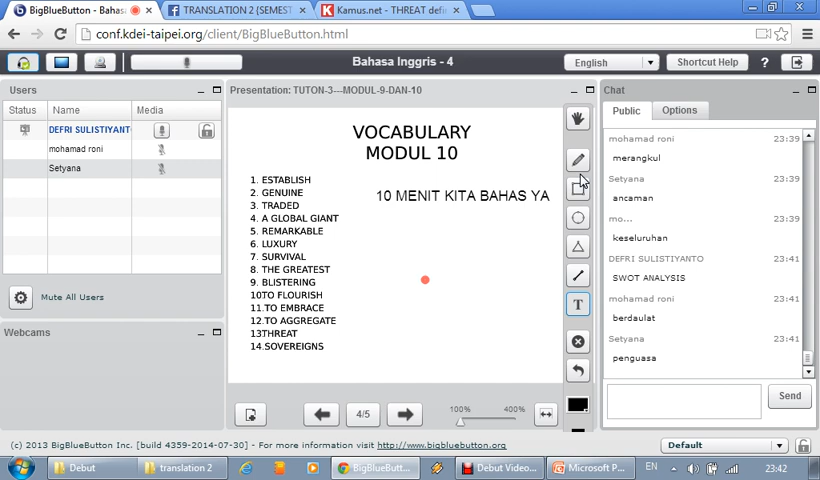 BigBlueButton - Bahasa
TRANSLATION 2 (SEMEST
Kamus.net - THREAT defi
conf.kdei-taipei.org/client/BigBlueButton.html
Bahasa Inggris - 4
English
Shortcut Help
?
Users
Status
Name
Media
DEFRI SULISTIYANT
mohamad roni
Setyana
Mute All Users
Webcams
Presentation: TUTON-3---MODUL-9-DAN-10
VOCABULARY
MODUL 10
10 MENIT KITA BAHAS YA
1. ESTABLISH
2. GENUINE
3. TRADED
4. A GLOBAL GIANT
5. REMARKABLE
6. LUXURY
7. SURVIVAL
8. THE GREATEST
9. BLISTERING
10TO FLOURISH
11.TO EMBRACE
12.TO AGGREGATE
13THREAT
14.SOVEREIGNS
T
4/5
100%
400%
Chat
Public
Options
mohamad roni 23:39
merangkul
Setyana 23:39
ancaman
mo... 23:39
keseluruhan
DEFRI SULISTIYANTO 23:41
SWOT ANALYSIS
mohamad roni 23:41
berdaulat
Setyana 23:41
penguasa
Send
(c) 2013 BigBlueButton Inc. [build 4359-2014-07-30] - For more information visit http://www.bigbluebutton.org
Default
Debut
translation 2
BigBlueButt...
Debut Video...
Microsoft P...
EN
23:42